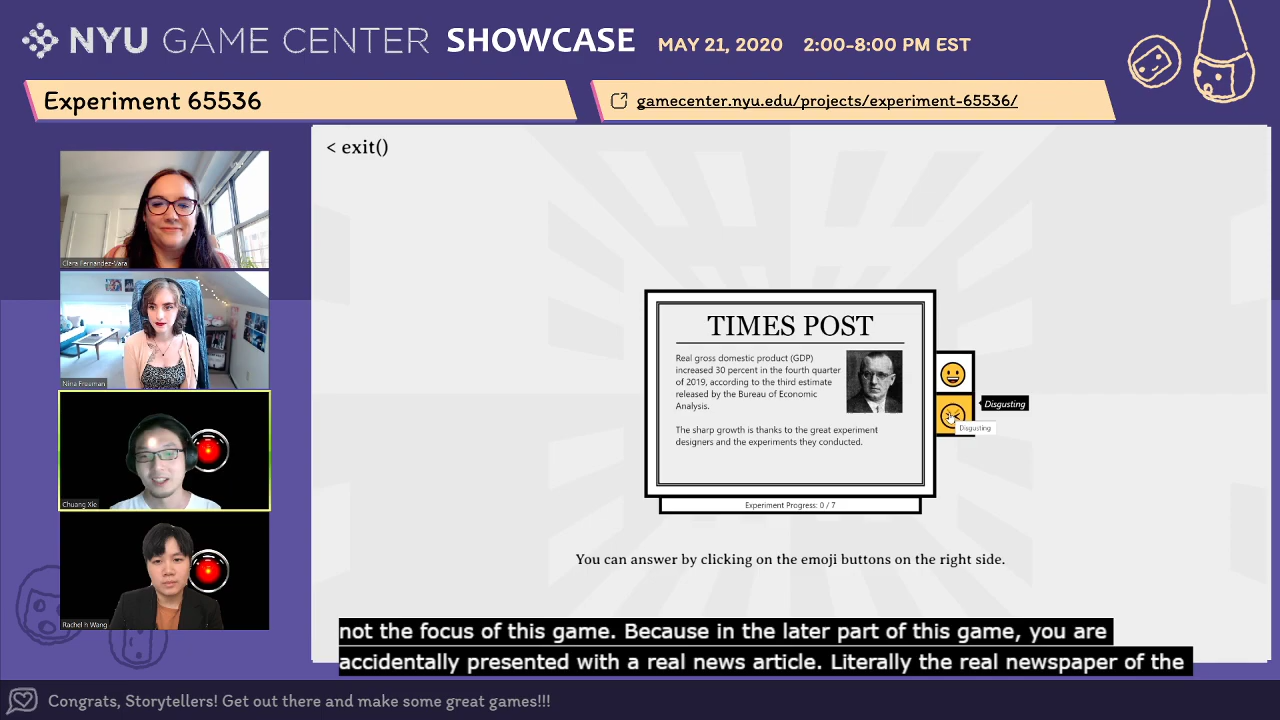 NYU GAME CENTER SHOWCASE MAY 21, 2020 2:00-8:00 PM EST
Experiment 65536
gamecenter.nyu.edu/projects/experiment-65536/
< exit()
Clara Fernandez-Vara
Nina Freeman
Chuang Xie
Rachel h Wang
TIMES POST
Real gross domestic product (GDP)
increased 30 percent in the fourth quarter
of 2019, according to the third estimate
released by the Bureau of Economic
Analysis.
The sharp growth is thanks to the great experiment
designers and the experiments they conducted.
Disgusting
Disgusting
Experiment Progress: 0 / 7
You can answer by clicking on the emoji buttons on the right side.
not the focus of this game. Because in the later part of this game, you are
accidentally presented with a real news article. Literally the real newspaper of the
Congrats, Storytellers! Get out there and make some great games!!!